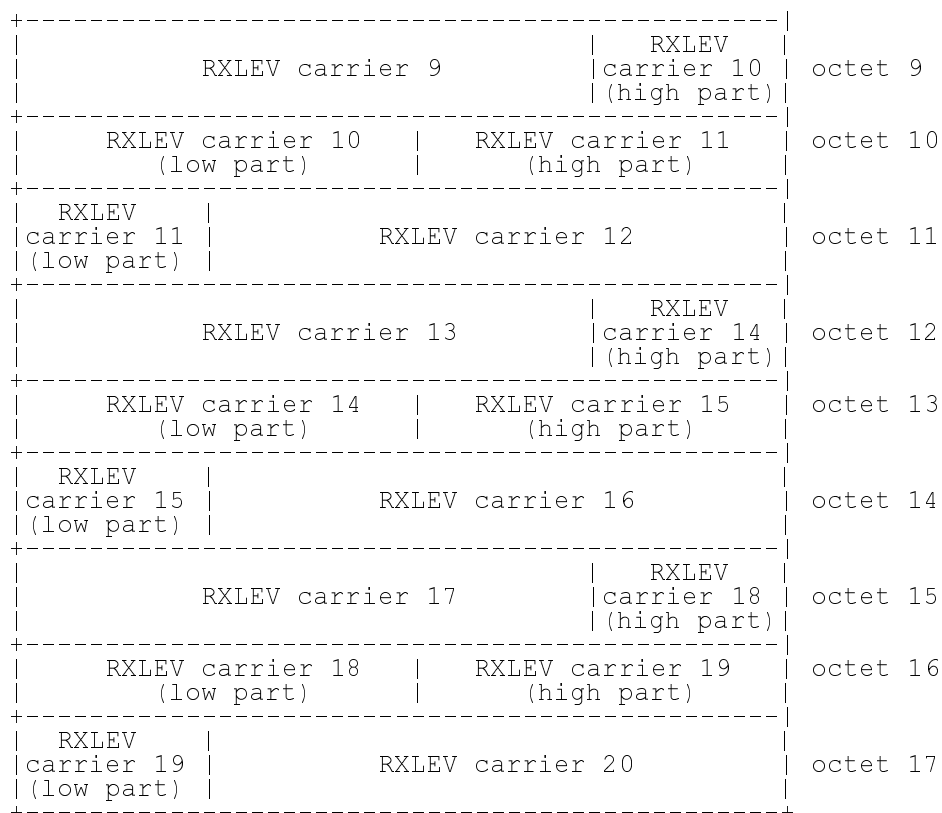 +-----------------------------------------------|
|                                   |   RXLEV   |
|           RXLEV carrier 9         |carrier 10 | octet 9
|                                   |(high part)|
+-----------------------------------------------|
|     RXLEV carrier 10   |   RXLEV carrier 11   | octet 10
|        (low part)      |      (high part)     |
+-----------------------------------------------|
|  RXLEV    |                                   |
|carrier 11 |          RXLEV carrier 12         | octet 11
|(low part) |                                   |
+-----------------------------------------------|
|                                   |   RXLEV   |
|           RXLEV carrier 13        |carrier 14 | octet 12
|                                   |(high part)|
+-----------------------------------------------|
|     RXLEV carrier 14   |   RXLEV carrier 15   | octet 13
|        (low part)      |      (high part)     |
+-----------------------------------------------|
|  RXLEV    |                                   |
|carrier 15 |          RXLEV carrier 16         | octet 14
|(low part) |                                   |
+-----------------------------------------------|
|                                   |   RXLEV   |
|           RXLEV carrier 17        |carrier 18 | octet 15
|                                   |(high part)|
+-----------------------------------------------|
|     RXLEV carrier 18   |   RXLEV carrier 19   | octet 16
|        (low part)      |      (high part)     |
+-----------------------------------------------|
|  RXLEV    |                                   |
|carrier 19 |          RXLEV carrier 20         | octet 17
|(low part) |                                   |
+-----------------------------------------------+